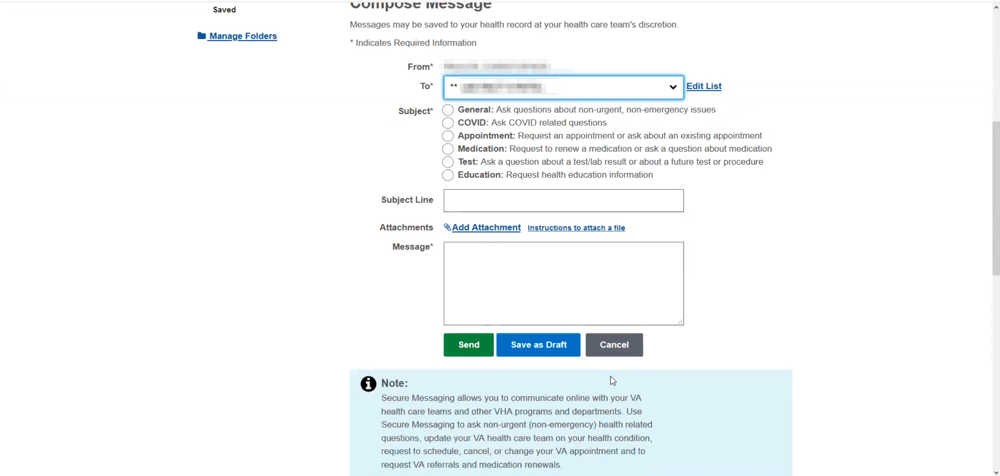 Saved
Manage Folders
Compose Message
Messages may be saved to your health record at your health care team's discretion.
* Indicates Required Information
From*
To*
**
Edit List
Subject*
General: Ask questions about non-urgent, non-emergency issues
COVID: Ask COVID related questions
Appointment: Request an appointment or ask about an existing appointment
Medication: Request to renew a medication or ask a question about medication
Test: Ask a question about a test/lab result or about a future test or procedure
Education: Request health education information
Subject Line
Attachments
Add Attachment
Instructions to attach a file
Message*
Send
Save as Draft
Cancel
Note:
Secure Messaging allows you to communicate online with your VA
health care teams and other VHA programs and departments. Use
Secure Messaging to ask non-urgent (non-emergency) health related
questions, update your VA health care team on your health condition,
request to schedule, cancel, or change your VA appointment and to
request VA referrals and medication renewals.